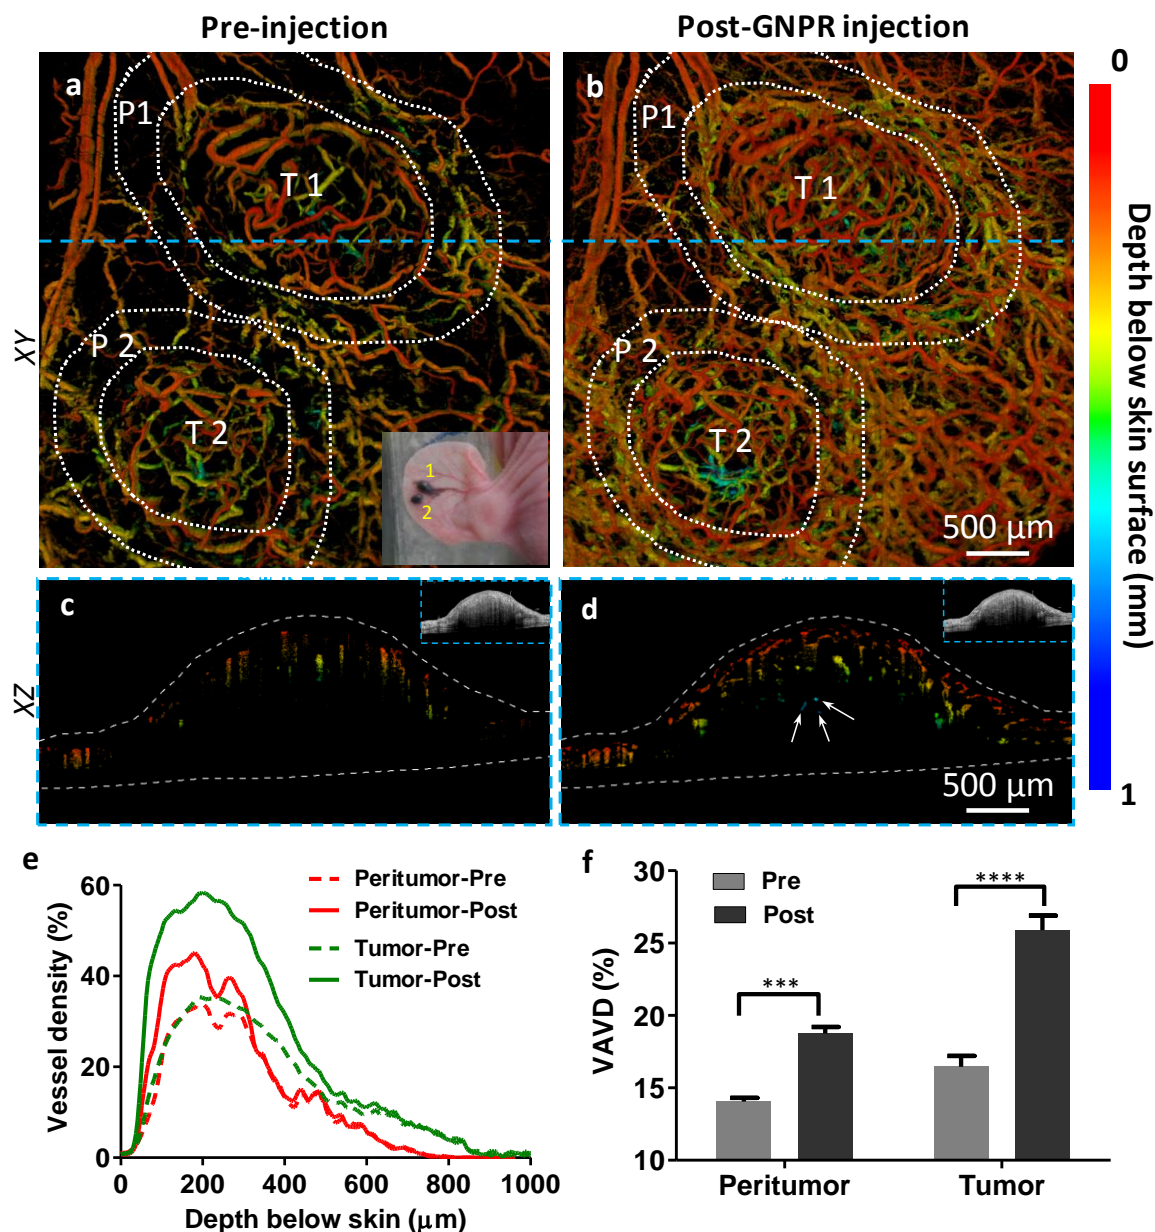 Pre-injection
Post-GNPR injection
0
a
P1
T 1
b
P1
T 1
XY
P 2
T 2
1
2
P 2
T 2
500 µm
Depth below skin surface (mm)
c
d
XZ
500 µm
1
e
Vessel density (%)
60
40
20
0
0 200 400 600 800 1000
Depth below skin (µm)
Peritumor-Pre
Peritumor-Post
Tumor-Pre
Tumor-Post
f
VAVD (%)
30
25
20
15
10
Pre
Post
***
****
Peritumor Tumor